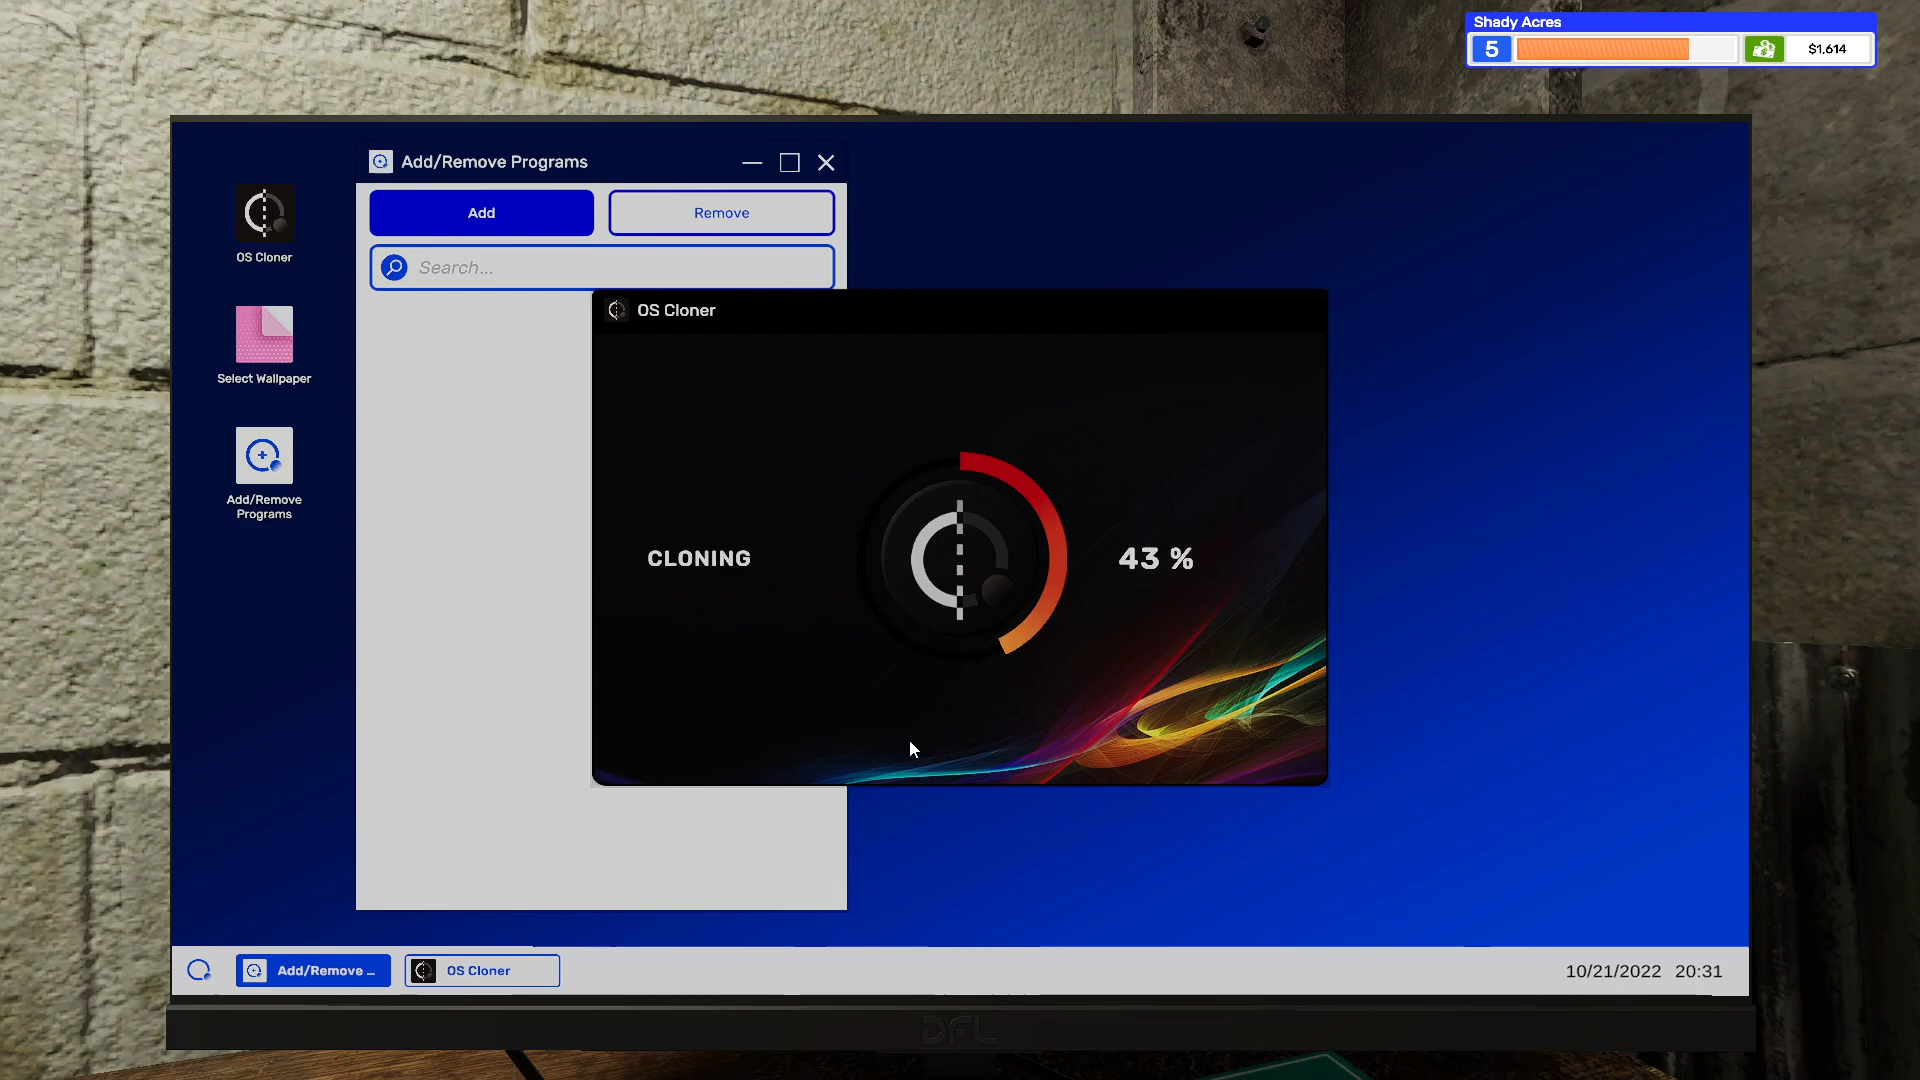 Shady Acres
5
$1,614
Add/Remove Programs
Add
Remove
Search...
OS Cloner
Select Wallpaper
Add/Remove
Programs
OS Cloner
CLONING
43 %
Add/Remove ...
OS Cloner
10/21/2022 20:31
DFL